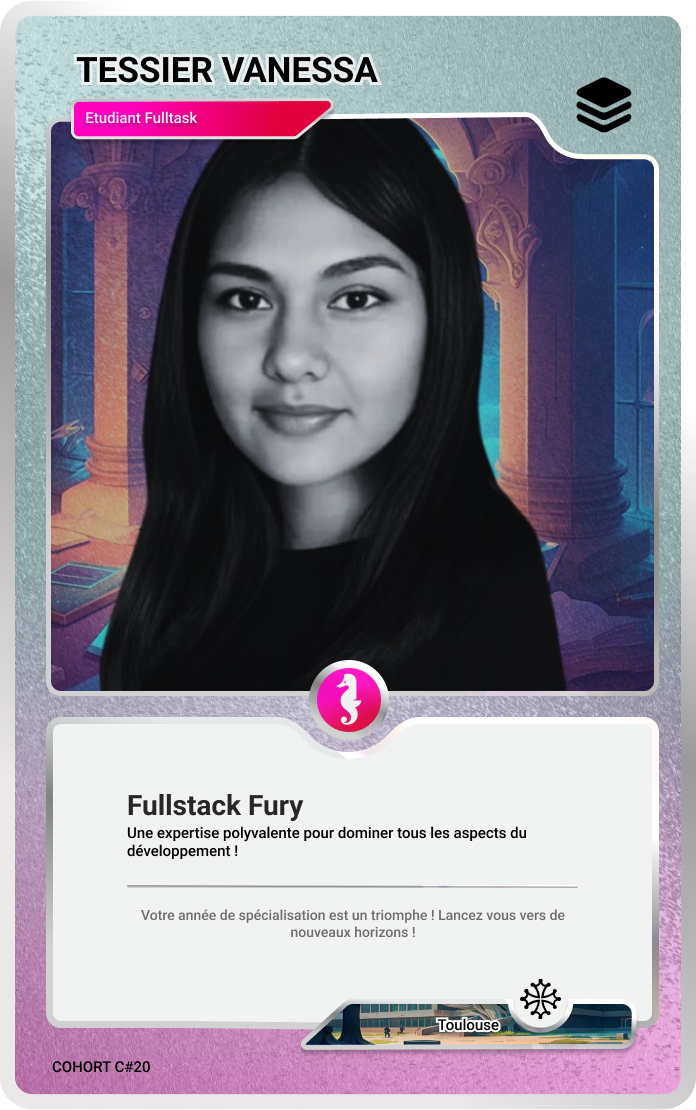 TESSIER VANESSA
Etudiant Fulltask
Fullstack Fury
Une expertise polyvalente pour dominer tous les aspects du
développement !
Votre année de spécialisation est un triomphe ! Lancez vous vers de
nouveaux horizons !
Toulouse
COHORT C#20